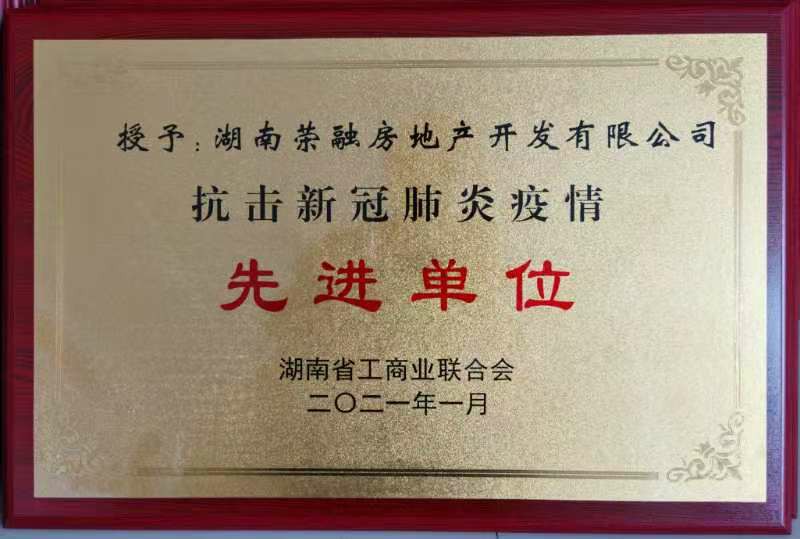 授予：湖南荣融房地产开发有限公司
抗击新冠肺炎疫情
先进单位
湖南省工商业联合会
二〇二一年一月